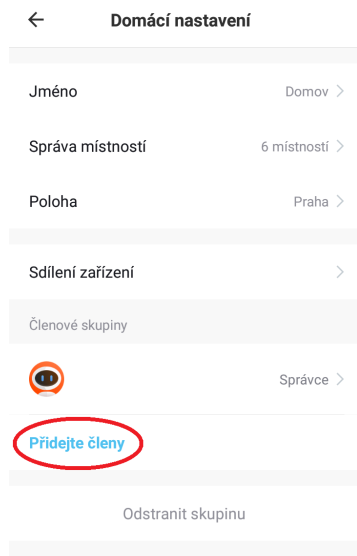 Domácí nastavení
Jméno Domov
Správa místností 6 místností
Poloha Praha
Sdílení zařízení
Členové skupiny
Správce
Přidejte členy
Odstranit skupinu